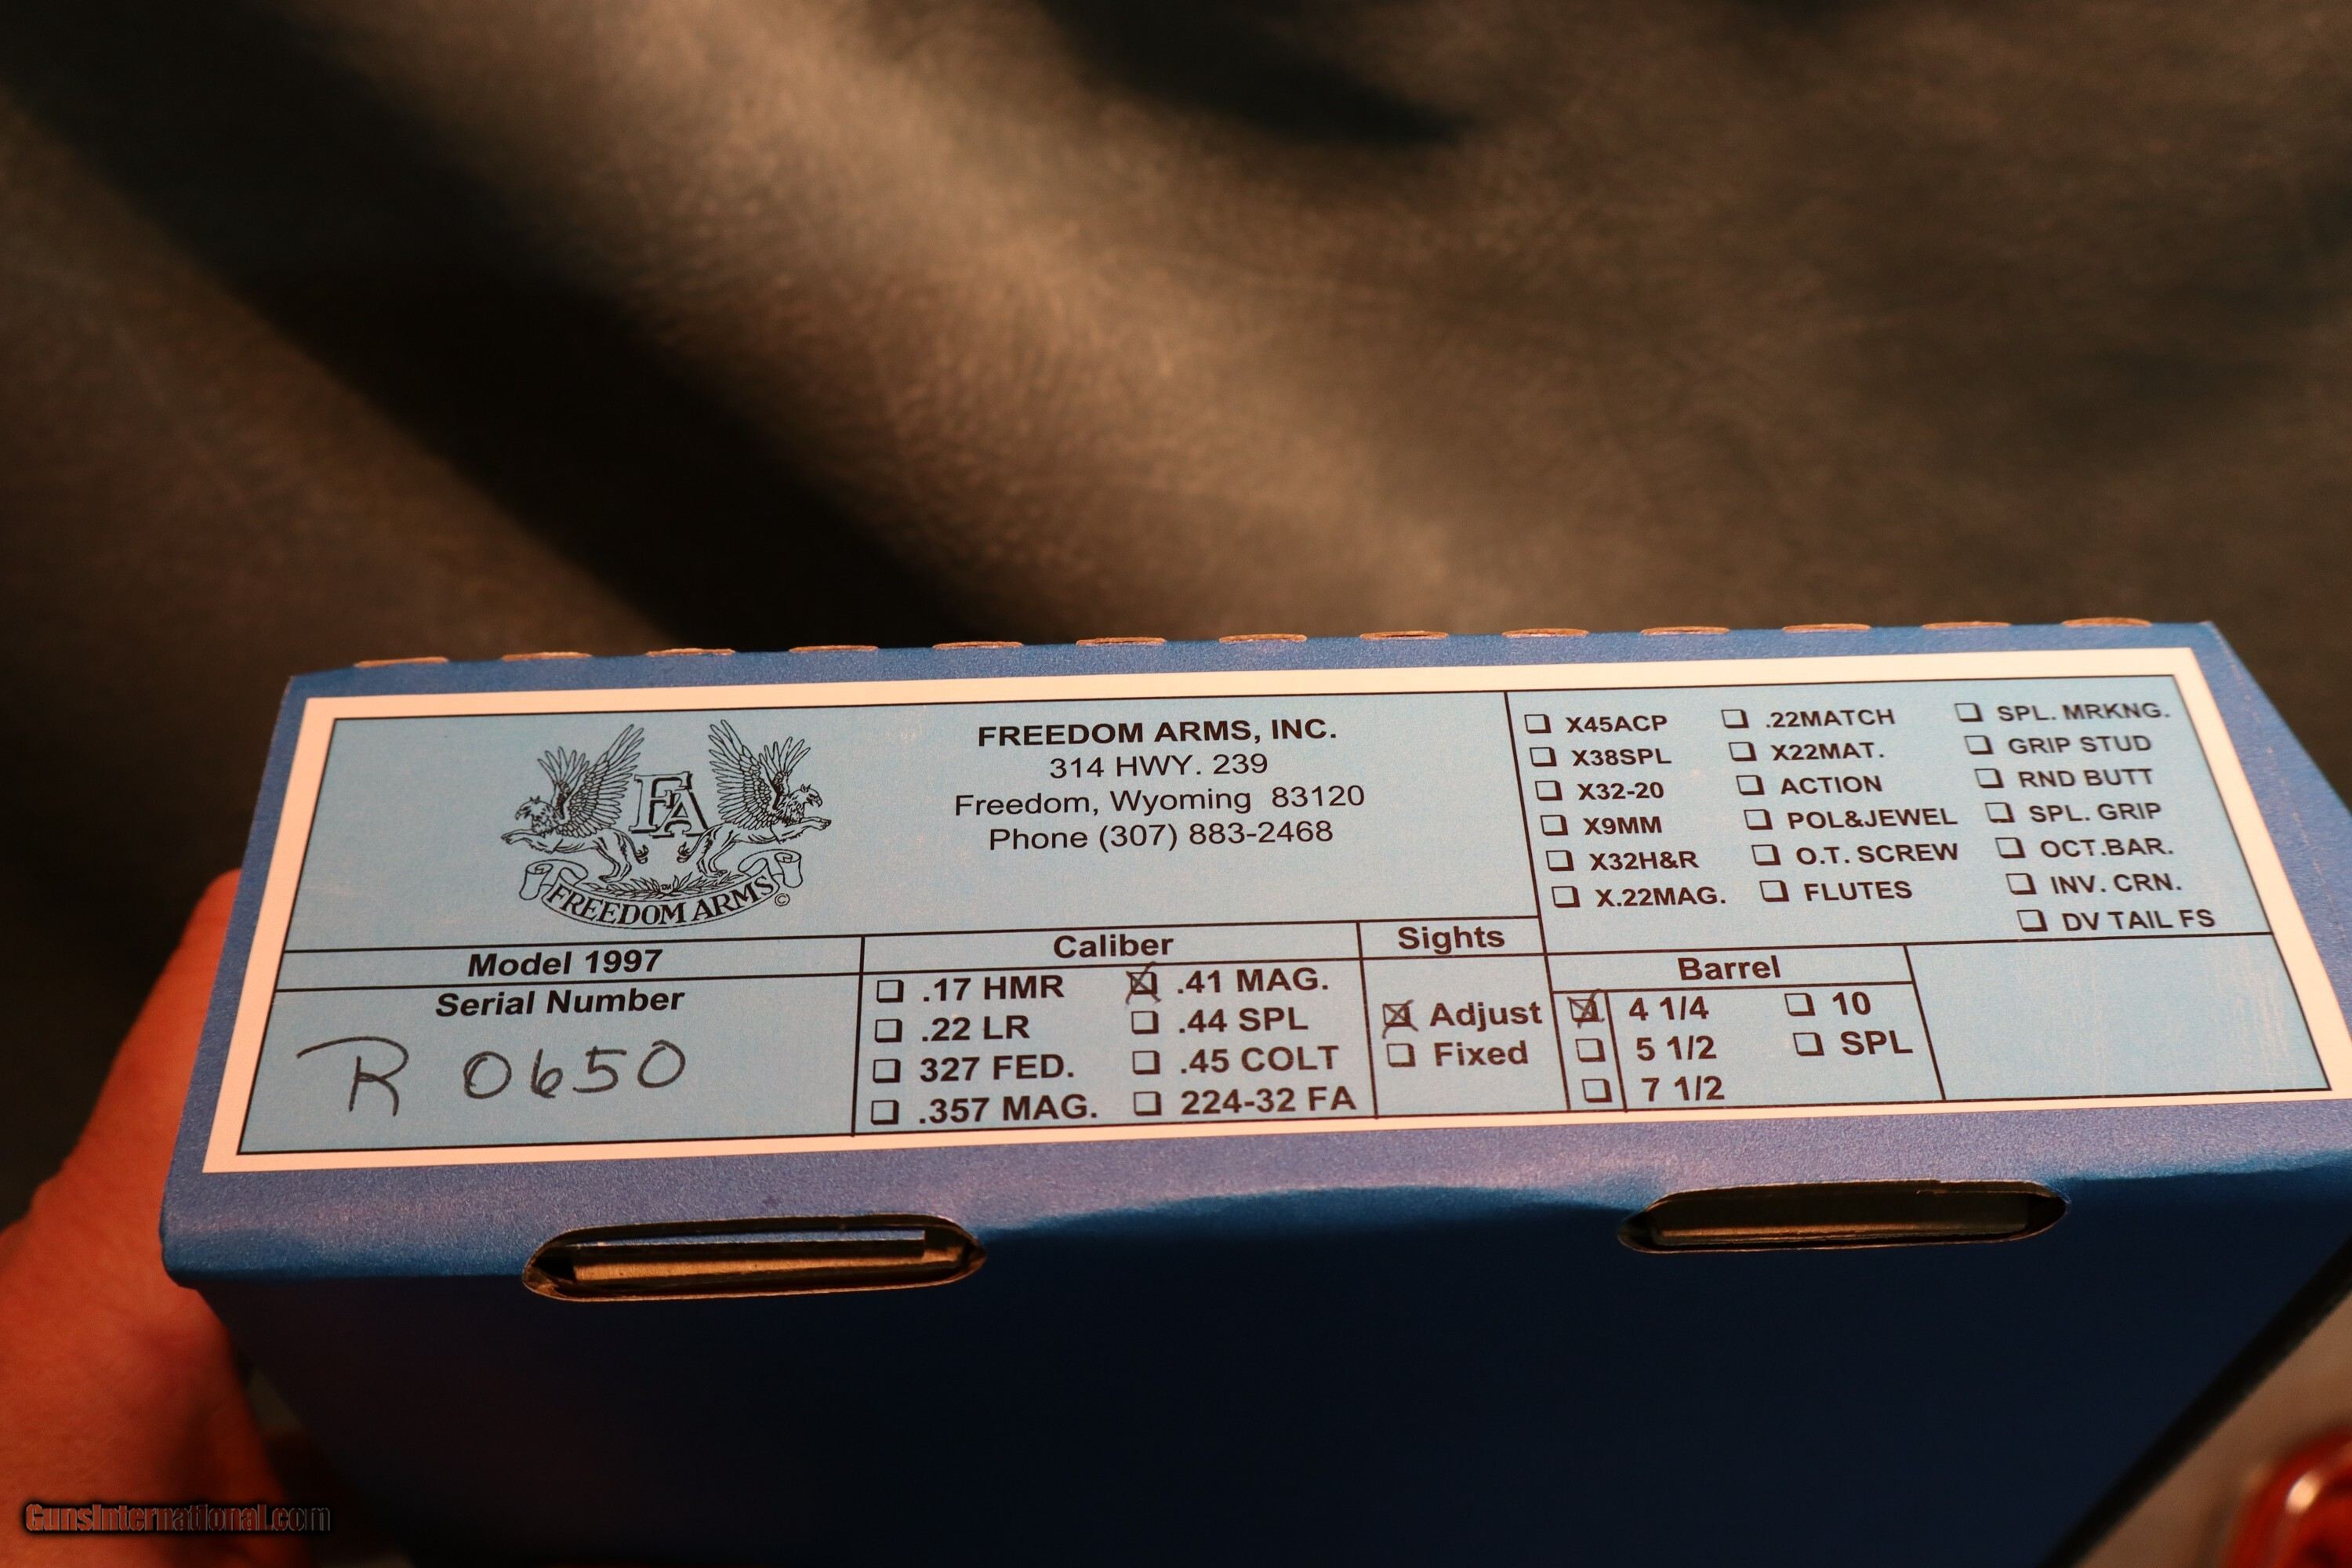 FA
FREEDOM ARMS ©
FREEDOM ARMS, INC.
314 HWY. 239
Freedom, Wyoming 83120
Phone (307) 883-2468
X45ACP
X38SPL
X32-20
X9MM
X32H&R
X.22MAG.
.22MATCH
X22MAT.
ACTION
POL&JEWEL
O.T. SCREW
FLUTES
SPL. MRKNG.
GRIP STUD
RND BUTT
SPL. GRIP
OCT.BAR.
INV. CRN.
DV TAIL FS
Model 1997
Serial Number
R 0650
Caliber
.17 HMR
.22 LR
327 FED.
.357 MAG.
.41 MAG.
.44 SPL
.45 COLT
224-32 FA
Sights
Adjust
Fixed
Barrel
4 1/4
5 1/2
7 1/2
10
SPL
GunsInternational.com